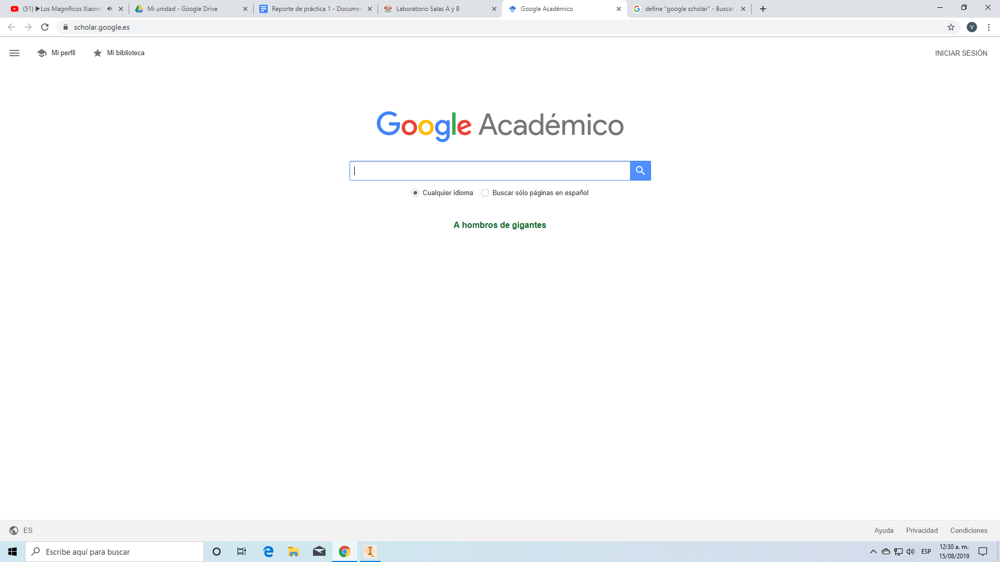 (51) ▶Los Magnificos Xiaomi
Mi unidad - Google Drive
Reporte de práctica 1 - Documen
Laboratorio Salas A y B
Google Académico
define "google scholar" - Buscar
scholar.google.es
V
Mi perfil
Mi biblioteca
INICIAR SESIÓN
Google Académico
Cualquier idioma
Buscar sólo páginas en español
A hombros de gigantes
ES
Ayuda
Privacidad
Condiciones
Escribe aquí para buscar
ESP
12:30 a. m.
15/08/2019